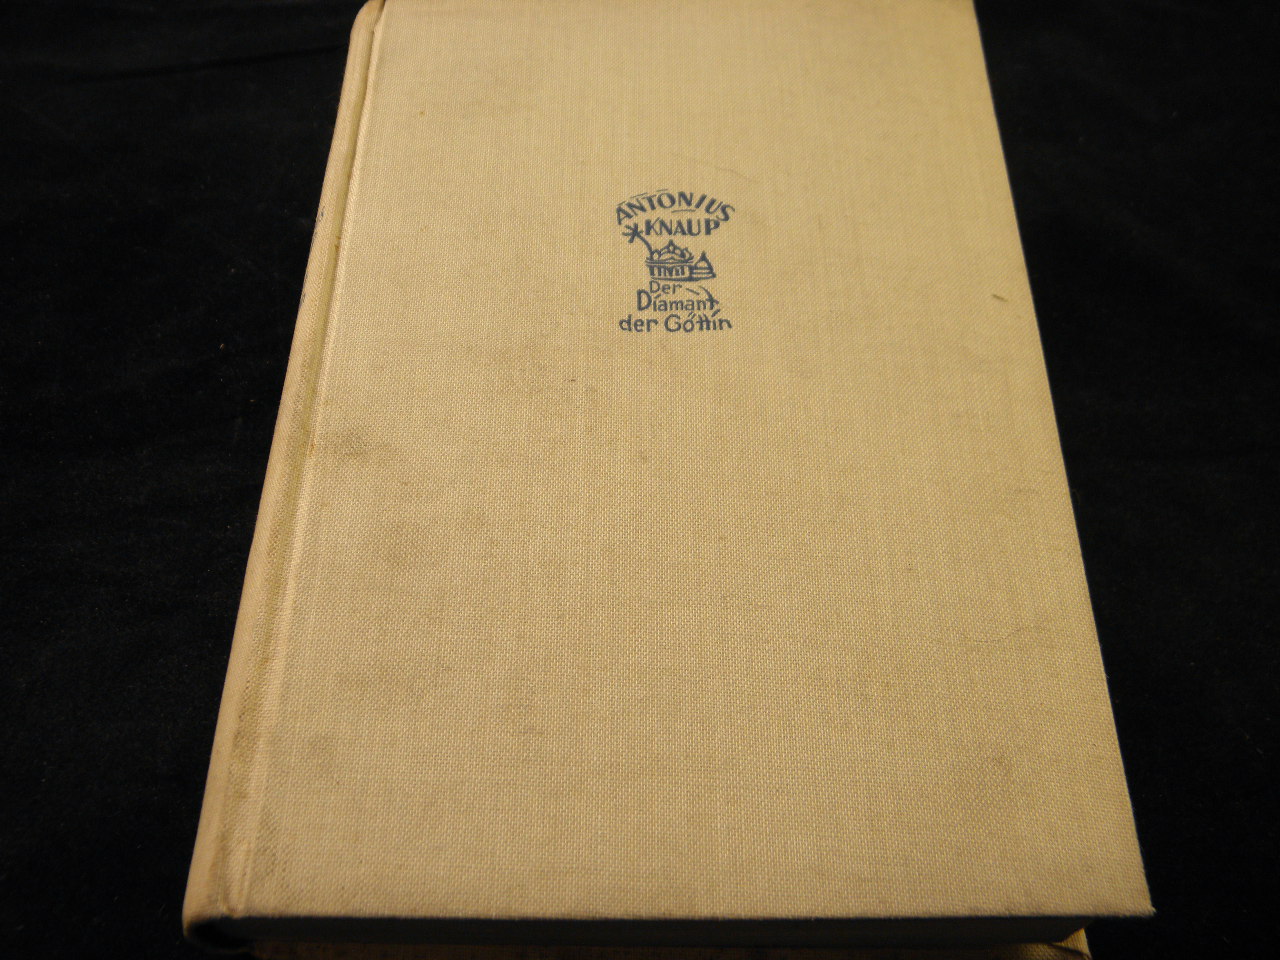 ANTONIUS
KNAUP
Der
Diamant
der Göttin